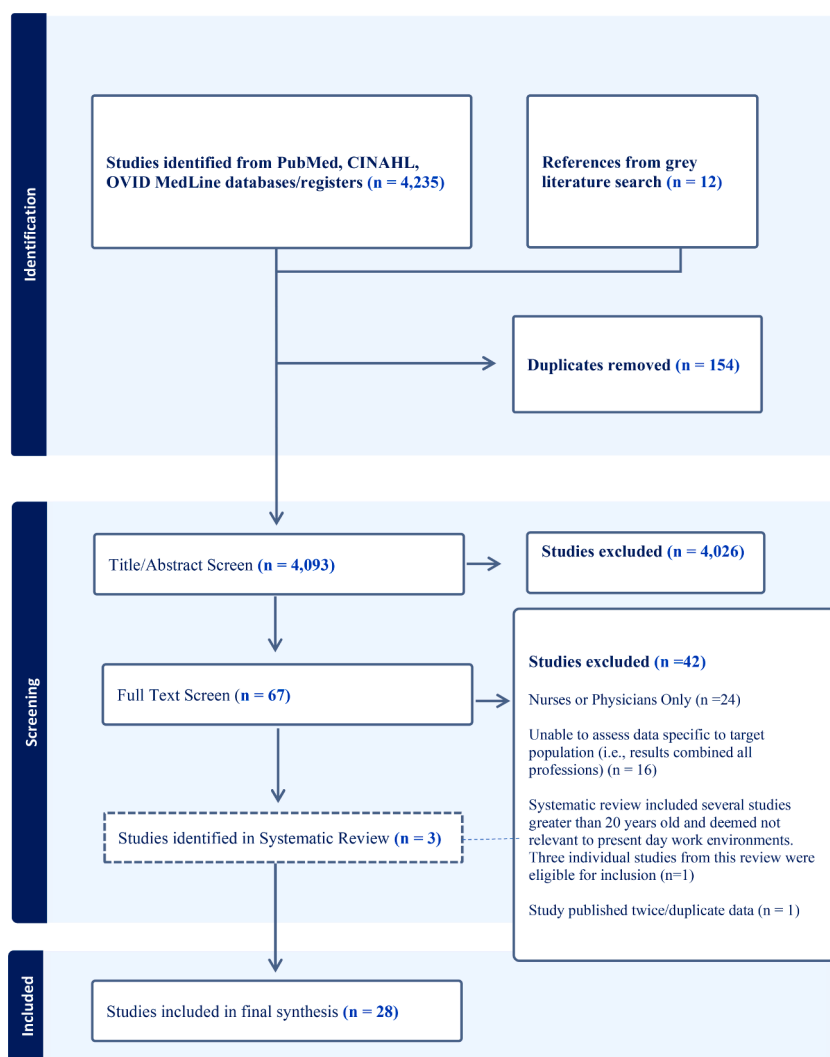 Identification
Studies identified from PubMed, CINAHL,
OVID MedLine databases/registers (n = 4,235)
References from grey
literature search (n = 12)
Duplicates removed (n = 154)
Screening
Title/Abstract Screen (n = 4,093)
Studies excluded (n = 4,026)
Full Text Screen (n = 67)
Studies excluded (n =42)
Nurses or Physicians Only (n =24)
Unable to assess data specific to target
population (i.e., results combined all
professions) (n = 16)
Systematic review included several studies
greater than 20 years old and deemed not
relevant to present day work environments.
Three individual studies from this review were
eligible for inclusion (n=1)
Study published twice/duplicate data (n = 1)
Studies identified in Systematic Review (n = 3)
Included
Studies included in final synthesis (n = 28)